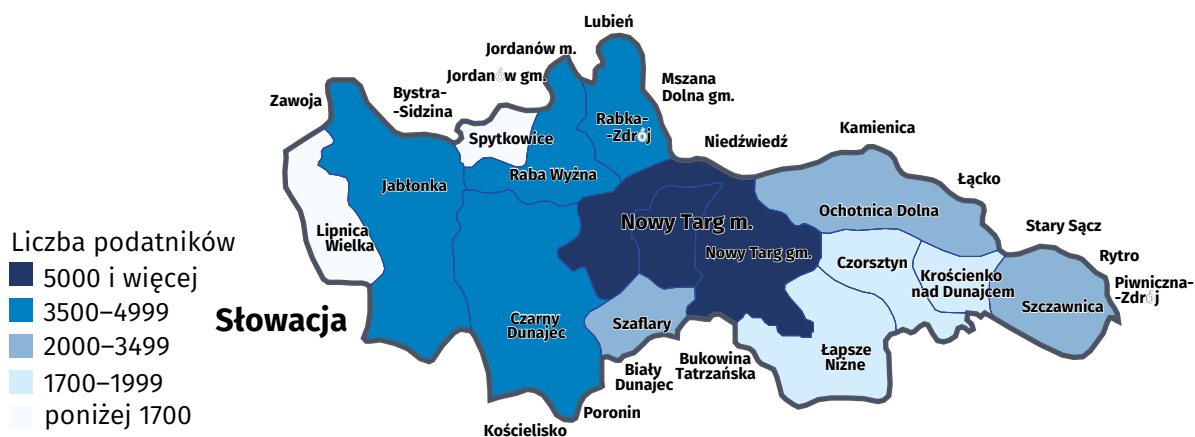 Lubień
Jordanów m.
Jordanów gm.
Mszana
Dolna gm.
Zawoja
Bystra-
-Sidzina
Spytkowice
Rabka-
-Zdrój
Niedźwiedź
Kamienica
Raba Wyżna
Jabłonka
Łącko
Ochotnica Dolna
Nowy Targ m.
Nowy Targ gm.
Stary Sącz
Lipnica
Wielka
Rytro
Czorsztyn
Krościenko
nad Dunajcem
Piwniczna-
-Zdrój
Szczawnica
Słowacja
Czarny
Dunajec
Szaflary
Łapsze
Niżne
Biały
Dunajec
Bukowina
Tatrzańska
Poronin
Kościelisko
Liczba podatników
5000 i więcej
3500–4999
2000–3499
1700–1999
poniżej 1700